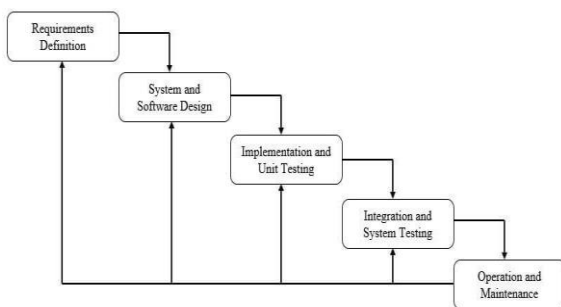 Requirements
Definition
System and
Software Design
Implementation and
Unit Testing
Integration and
System Testing
Operation and
Maintenance